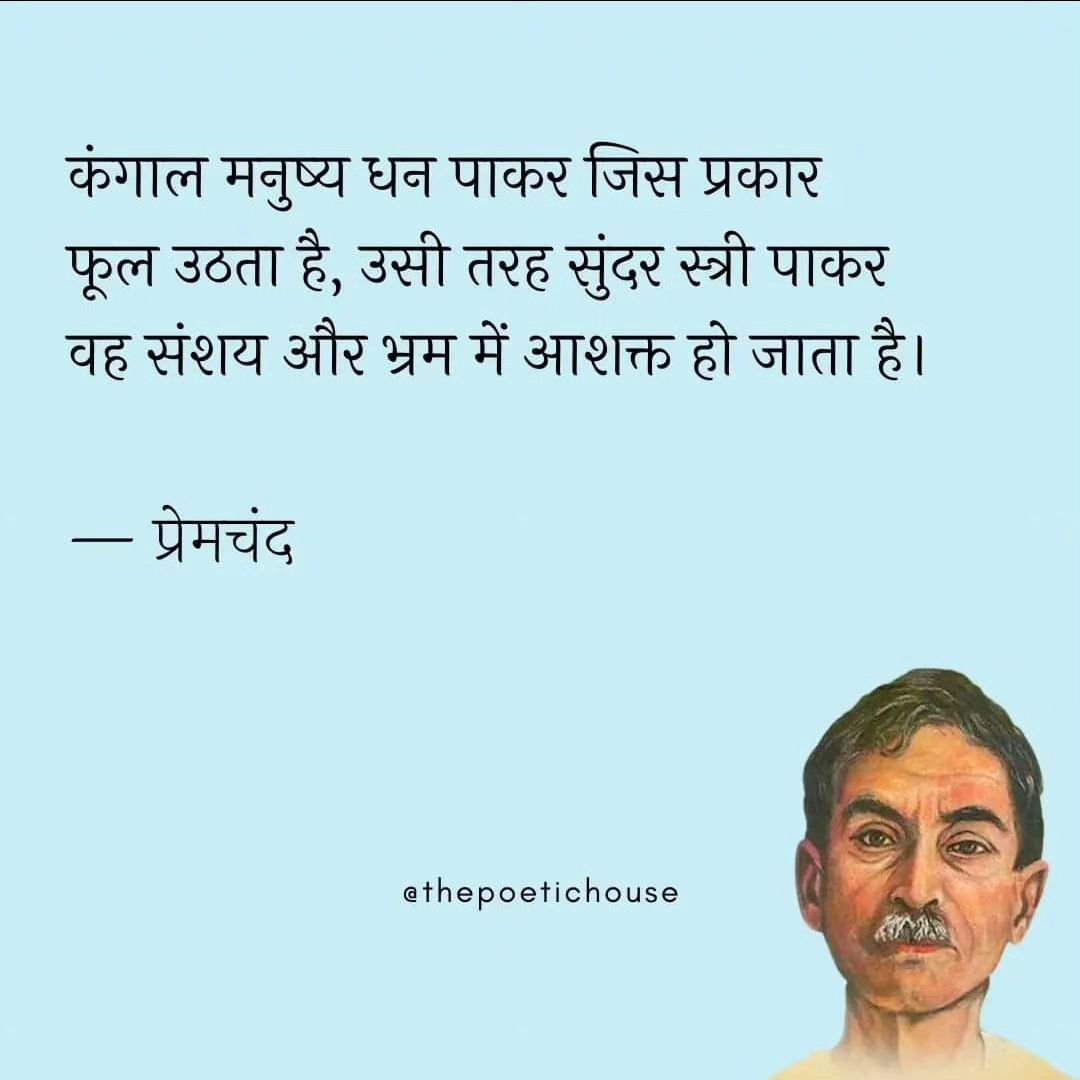 कंगाल मनुष्य धन पाकर जिस प्रकार
फूल उठता है, उसी तरह सुंदर स्त्री पाकर
वह संशय और भ्रम में आशक्त हो जाता है।
— प्रेमचंद
@thepoetichouse